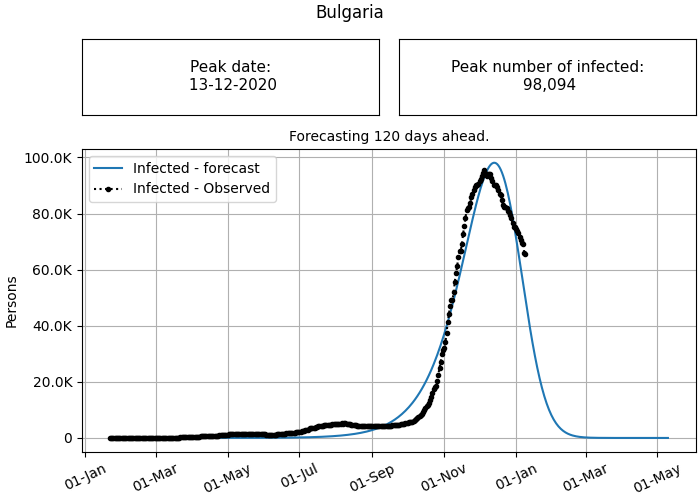 Bulgaria
Peak date:
13-12-2020
Peak number of infected:
98,094
Forecasting 120 days ahead.
Infected - forecast
Infected - Observed
100.0K
80.0K
60.0K
40.0K
20.0K
0
Persons
01-Jan
01-Mar
01-May
01-Jul
01-Sep
01-Nov
01-Jan
01-Mar
01-May